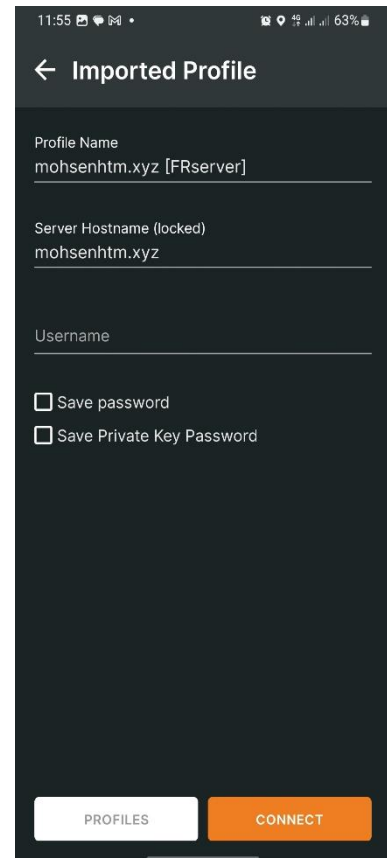 11:55
4G 63%
← Imported Profile
Profile Name
mohsenhtm.xyz [FRserver]
Server Hostname (locked)
mohsenhtm.xyz
Username
Save password
Save Private Key Password
PROFILES CONNECT